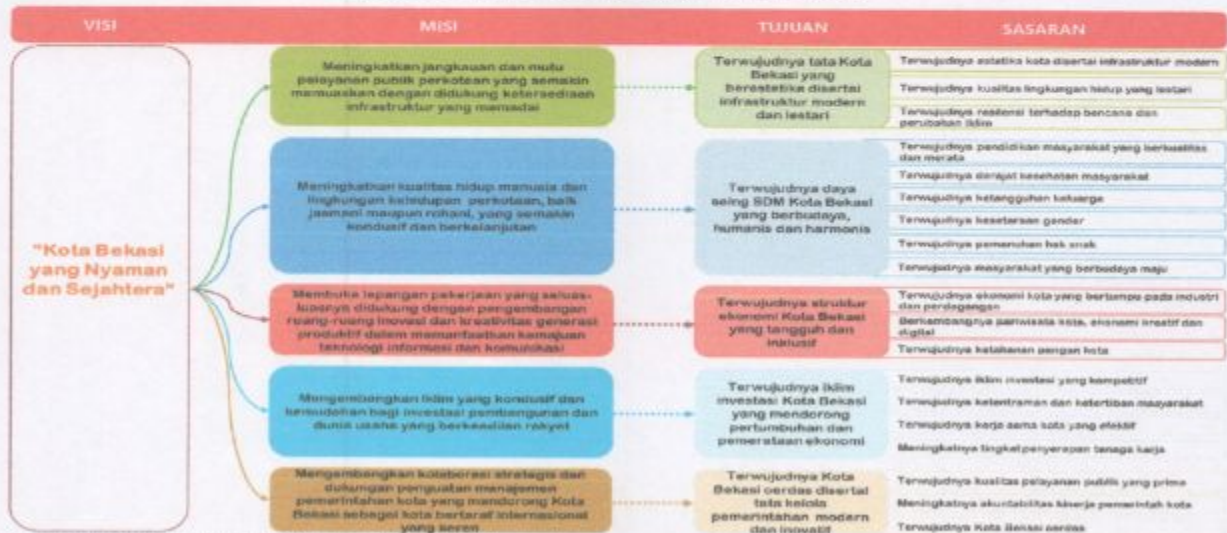 VISI
MISI
TUJUAN
SASARAN
"Kota Bekasi
yang Nyaman
dan Sejahtera"
Meningkatkan jangkauan dan mutu
pelayanan publik perkotaan yang semakin
memuaskan dengan didukung ketersediaan
infrastruktur yang memadai
Terwujudnya tata Kota
Bekasi yang
berestetika disertai
infrastruktur modern
dan lestari
Terwujudnya estetika kota disertai infrastruktur modern
Terwujudnya kualitas lingkungan hidup yang lestari
Terwujudnya resiliensi terhadap bencana dan
perubahan iklim
Meningkatkan kualitas hidup manusia dan
lingkungan kehidupan perkotaan, baik
jasmani maupun rohani, yang semakin
kondusif dan berkelanjutan
Terwujudnya daya
saing SDM Kota Bekasi
yang berbudaya,
humanis dan harmonis
Terwujudnya pendidikan masyarakat yang berkualitas
dan merata
Terwujudnya derajat kesehatan masyarakat
Terwujudnya ketangguhan keluarga
Terwujudnya kesetaraan gender
Terwujudnya pemenuhan hak anak
Terwujudnya masyarakat yang berbudaya maju
Membuka lapangan pekerjaan yang seluas-
luasnya didukung dengan pengembangan
ruang-ruang inovasi dan kreativitas generasi
produktif dalam memanfaatkan kemajuan
teknologi informasi dan komunikasi
Terwujudnya struktur
ekonomi Kota Bekasi
yang tangguh dan
inklusif
Terwujudnya ekonomi kota yang bertumpu pada industri
dan perdagangan
Berkembangnya pariwisata kota, ekonomi kreatif dan
digital
Terwujudnya ketahanan pangan kota
Mengembangkan iklim yang kondusif dan
kemudahan bagi investasi pembangunan dan
dunia usaha yang berkeadilan rakyat
Terwujudnya iklim
investasi Kota Bekasi
yang mendorong
pertumbuhan dan
pemerataan ekonomi
Terwujudnya iklim investasi yang kompetitif
Terwujudnya ketentraman dan ketertiban masyarakat
Terwujudnya kerja sama kota yang efektif
Meningkatnya tingkat penyerapan tenaga kerja
Mengembangkan kolaborasi strategis dan
dukungan penguatan manajemen
pemerintahan kota yang mendorong Kota
Bekasi sebagai kota bertaraf internasional
yang keren
Terwujudnya Kota
Bekasi cerdas disertai
tata kelola
pemerintahan modern
dan inovatif
Terwujudnya kualitas pelayanan publik yang prima
Meningkatnya akuntabilitas kinerja pemerintah kota
Terwujudnya Kota Bekasi cerdas